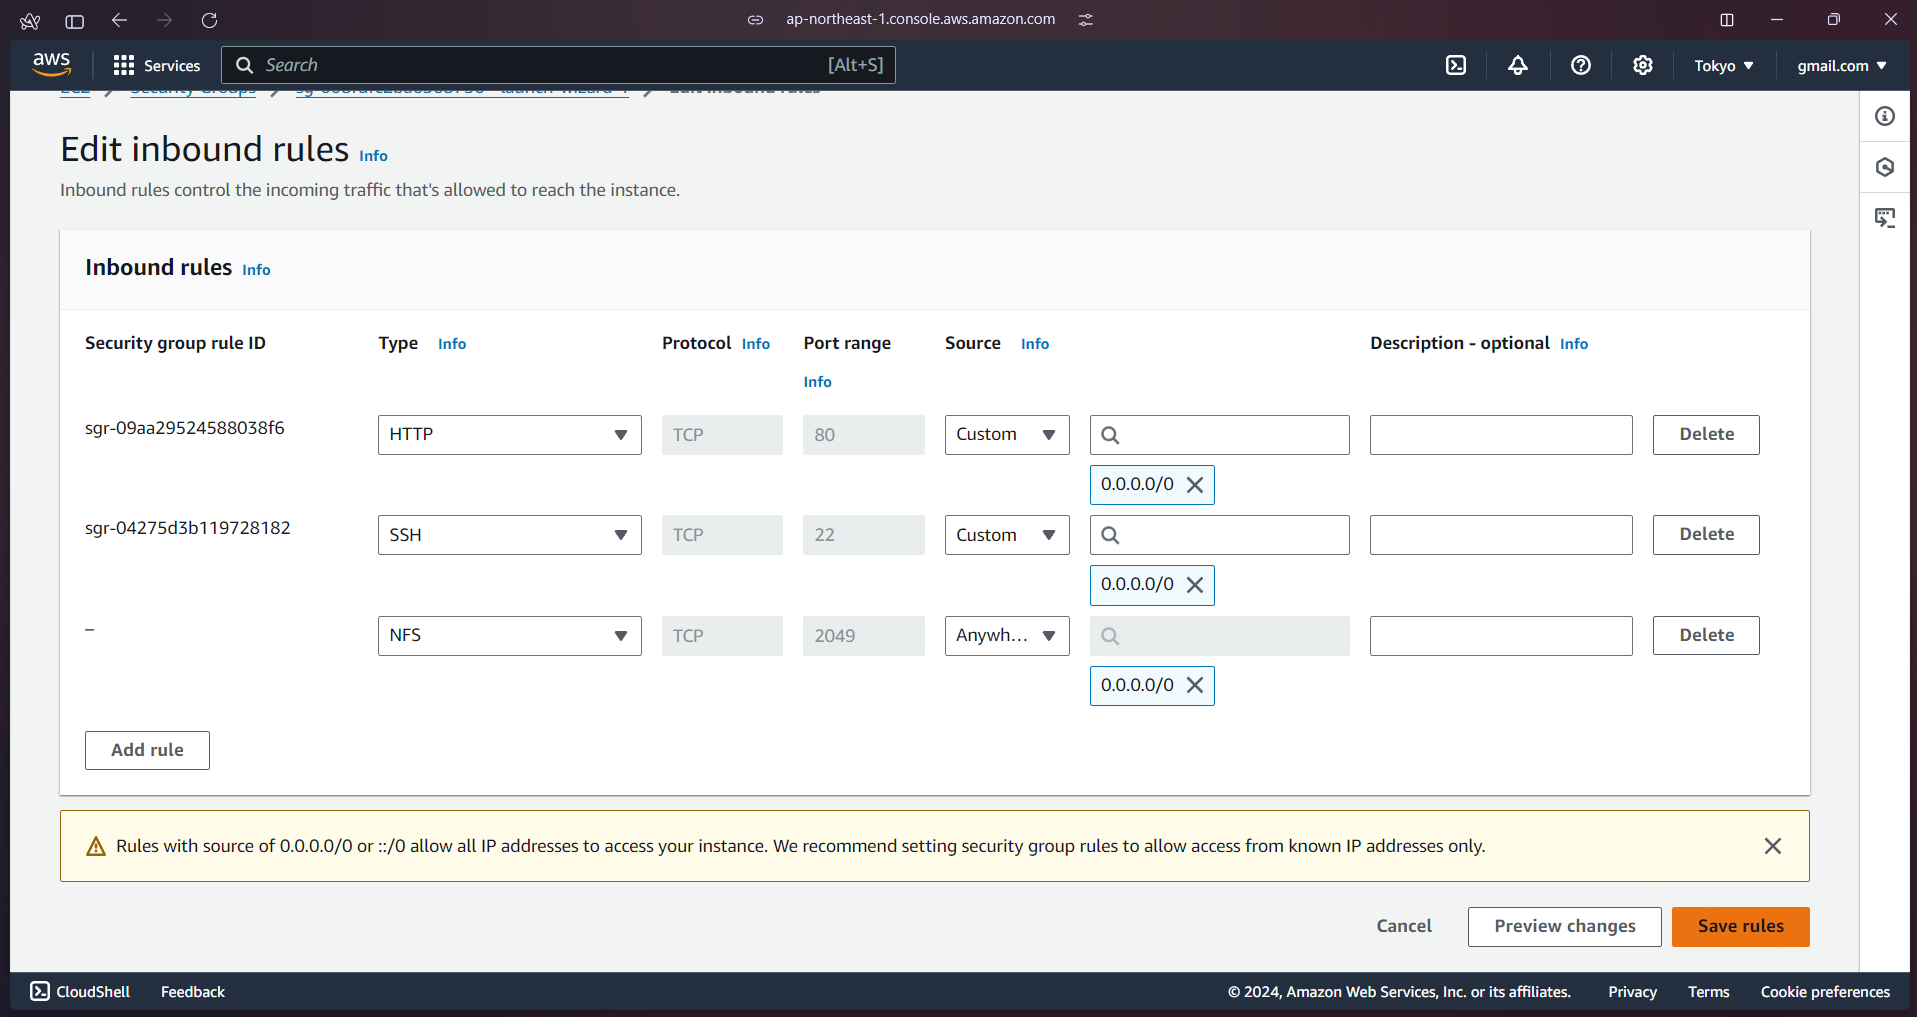 ap-northeast-1.console.aws.amazon.com
aws Services Search [Alt+S] Tokyo gmail.com
EC2 Security Groups Edit inbound rules
Edit inbound rules Info
Inbound rules control the incoming traffic that's allowed to reach the instance.
Inbound rules Info
Security group rule ID Type Info Protocol Info Port range Source Info Description - optional Info
Info
sgr-09aa29524588038f6 HTTP TCP 80 Custom Delete
0.0.0.0/0
sgr-04275d3b119728182 SSH TCP 22 Custom Delete
0.0.0.0/0
– NFS TCP 2049 Anywh... Delete
0.0.0.0/0
Add rule
Rules with source of 0.0.0.0/0 or ::/0 allow all IP addresses to access your instance. We recommend setting security group rules to allow access from known IP addresses only.
Cancel Preview changes Save rules
CloudShell Feedback © 2024, Amazon Web Services, Inc. or its affiliates. Privacy Terms Cookie preferences